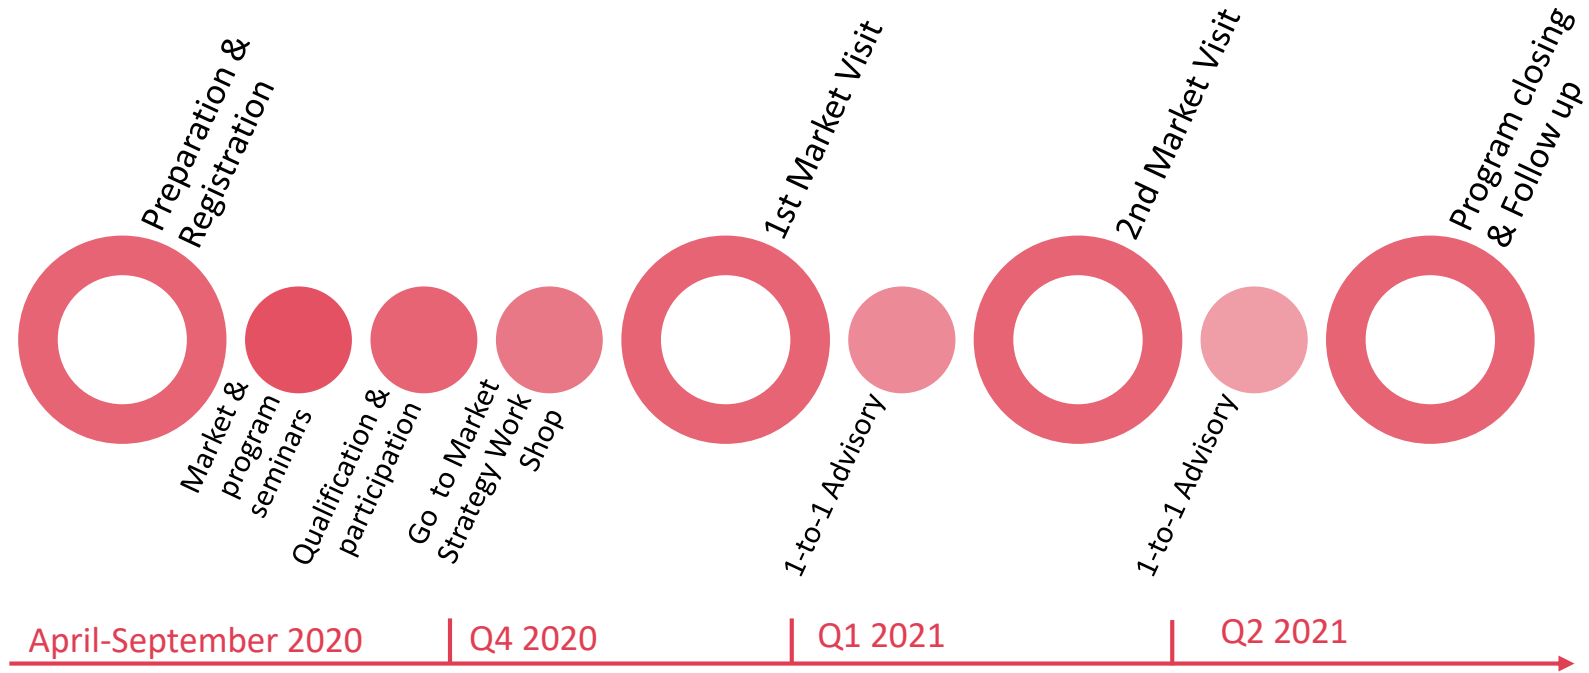 Preparation &
Registration
Market &
program
seminars
Qualification &
participation
Go to Market
Strategy Work
Shop
1st Market Visit
1-to-1 Advisory
2nd Market Visit
1-to-1 Advisory
Program closing
& Follow up
April-September 2020
Q4 2020
Q1 2021
Q2 2021